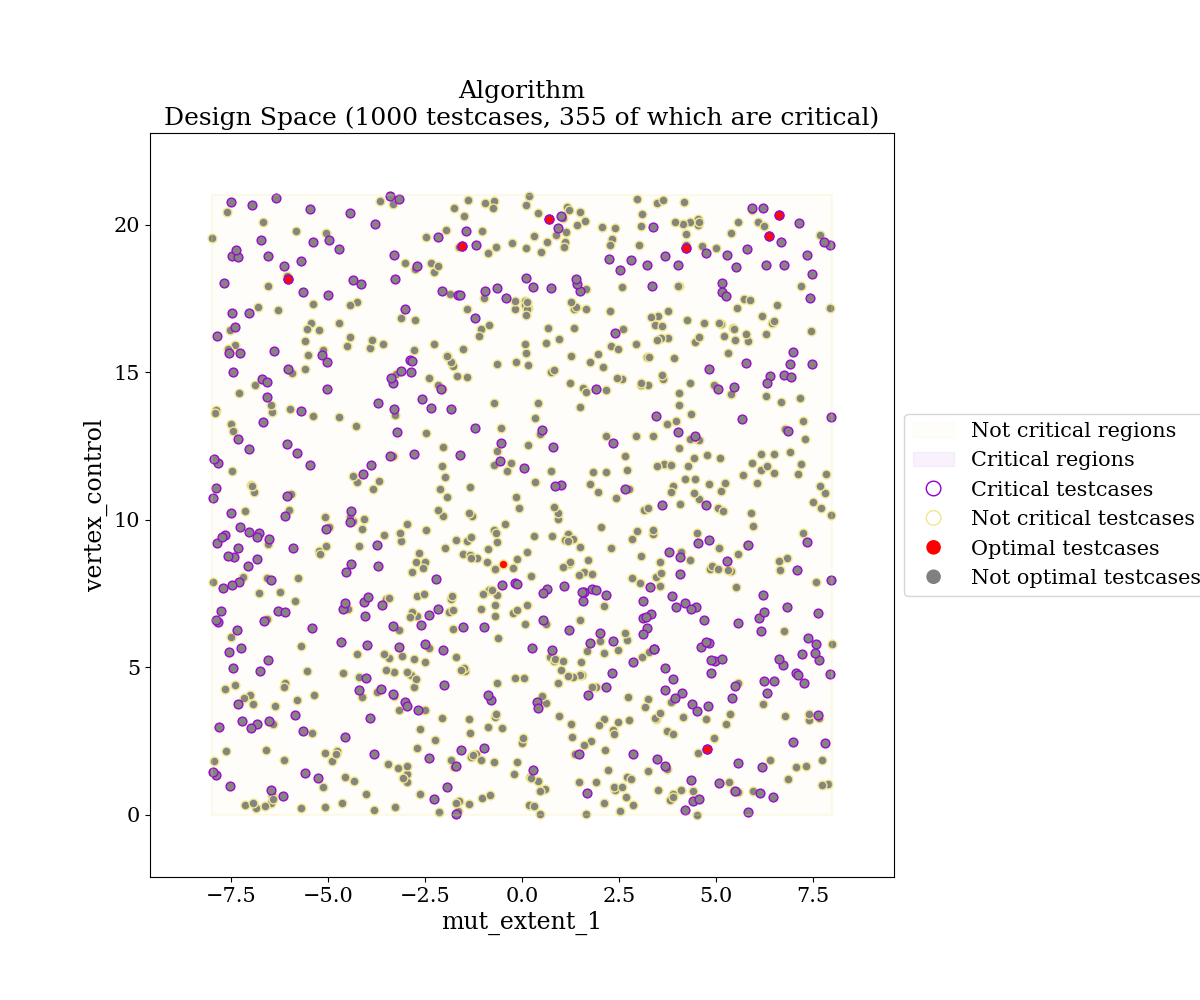 Algorithm
Design Space (1000 testcases, 355 of which are critical)
20
15
10
5
0
vertex_control
−7.5 −5.0 −2.5 0.0 2.5 5.0 7.5
mut_extent_1
Not critical regions
Critical regions
Critical testcases
Not critical testcases
Optimal testcases
Not optimal testcases